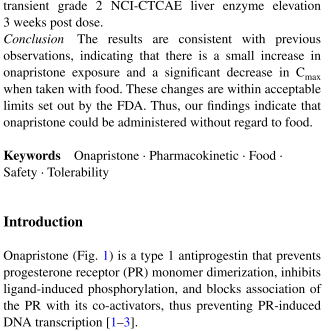 transient grade 2 NCI-CTCAE liver enzyme elevation
3 weeks post dose.
Conclusion The results are consistent with previous
observations, indicating that there is a small increase in
onapristone exposure and a significant decrease in Cmax
when taken with food. These changes are within acceptable
limits set out by the FDA. Thus, our findings indicate that
onapristone could be administered without regard to food.
Keywords Onapristone · Pharmacokinetic · Food ·
Safety · Tolerability
Introduction
Onapristone (Fig. 1) is a type 1 antiprogestin that prevents
progesterone receptor (PR) monomer dimerization, inhibits
ligand-induced phosphorylation, and blocks association of
the PR with its co-activators, thus preventing PR-induced
DNA transcription [1–3].